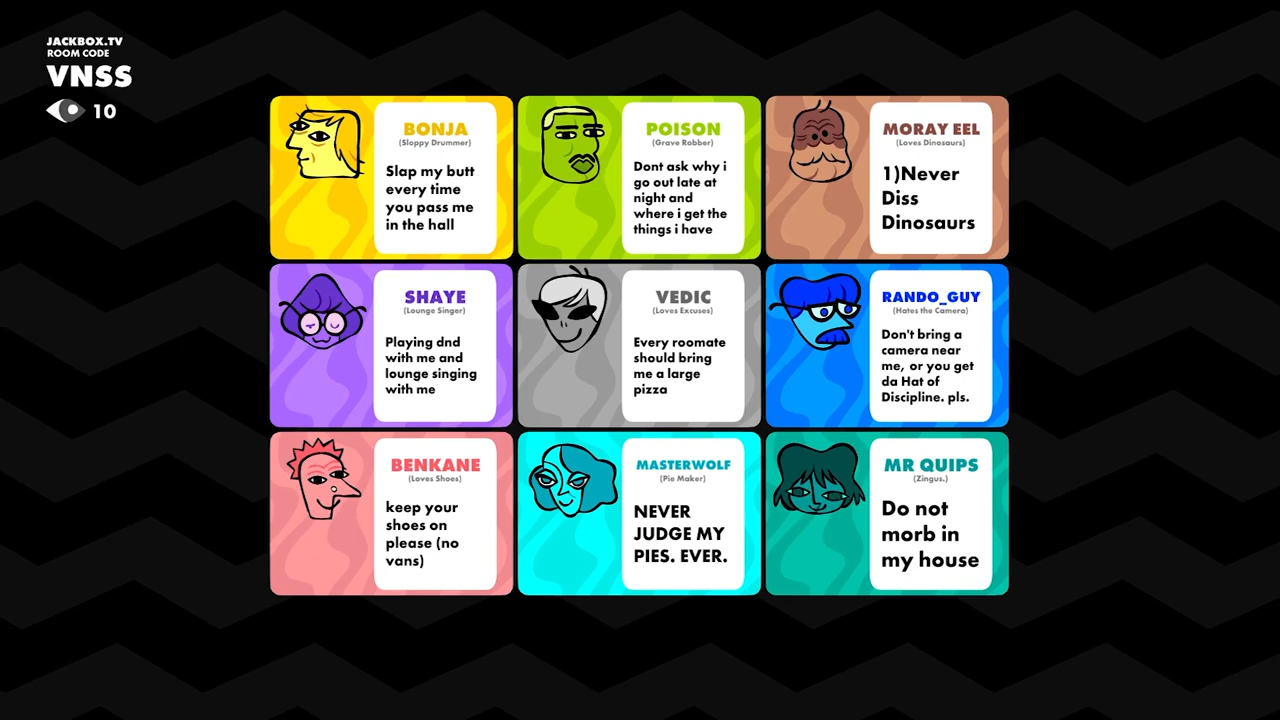 JACKBOX.TV
ROOM CODE
VNSS
10
BONJA
(Sloppy Drummer)
Slap my butt
every time
you pass me
in the hall
POISON
(Grave Robber)
Dont ask why i
go out late at
night and
where i get the
things i have
MORAY EEL
(Loves Dinosaurs)
1)Never
Diss
Dinosaurs
SHAYE
(Lounge Singer)
Playing dnd
with me and
lounge singing
with me
VEDIC
(Loves Excuses)
Every roomate
should bring
me a large
pizza
RANDO_GUY
(Hates the Camera)
Don't bring a
camera near
me, or you get
da Hat of
Discipline. pls.
BENKANE
(Loves Shoes)
keep your
shoes on
please (no
vans)
MASTERWOLF
(Pie Maker)
NEVER
JUDGE MY
PIES. EVER.
MR QUIPS
(Zingus.)
Do not
morb in
my house